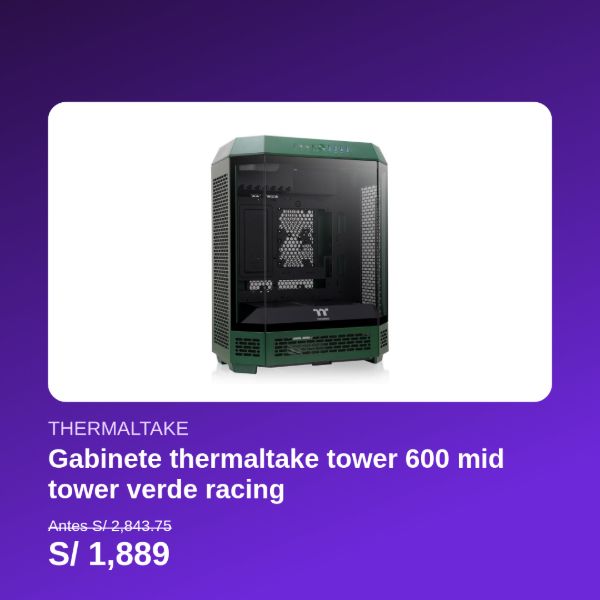 THERMALTAKE
Gabinete thermaltake tower 600 mid
tower verde racing
Antes S/ 2,843.75
S/ 1,889